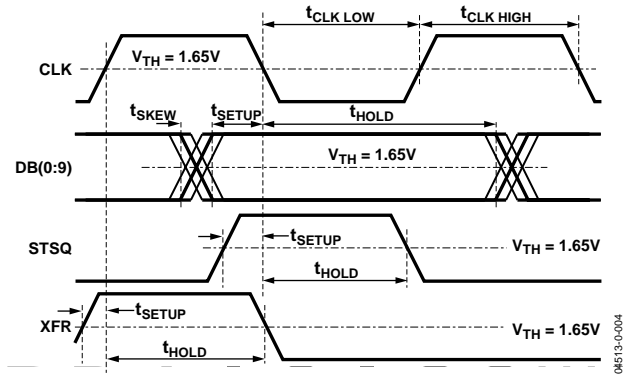 tCLK LOW tCLK HIGH
CLK VTH = 1.65V
tSKEW tSETUP tHOLD
DB(0:9) VTH = 1.65V
STSQ tSETUP VTH = 1.65V
tHOLD
XFR tSETUP VTH = 1.65V
tHOLD
04513-0-004